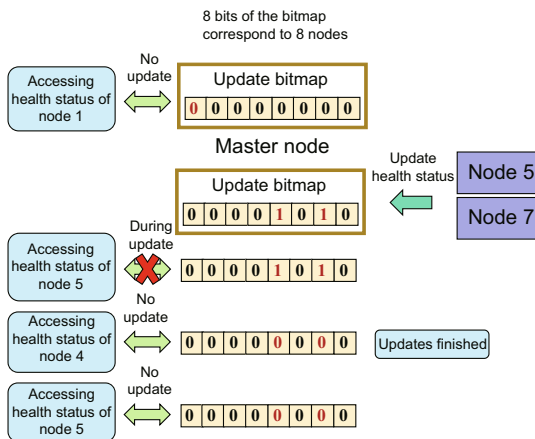 8 bits of the bitmap
correspond to 8 nodes
Accessing
health status of
node 1
No
update
Update bitmap
0 0 0 0 0 0 0 0
Master node
Update bitmap
0 0 0 0 1 0 1 0
Update
health status
Node 5
Node 7
Accessing
health status of
node 5
During
update
0 0 0 0 1 0 1 0
Accessing
health status of
node 4
No
update
0 0 0 0 0 0 0 0
Updates finished
Accessing
health status of
node 5
No
update
0 0 0 0 0 0 0 0